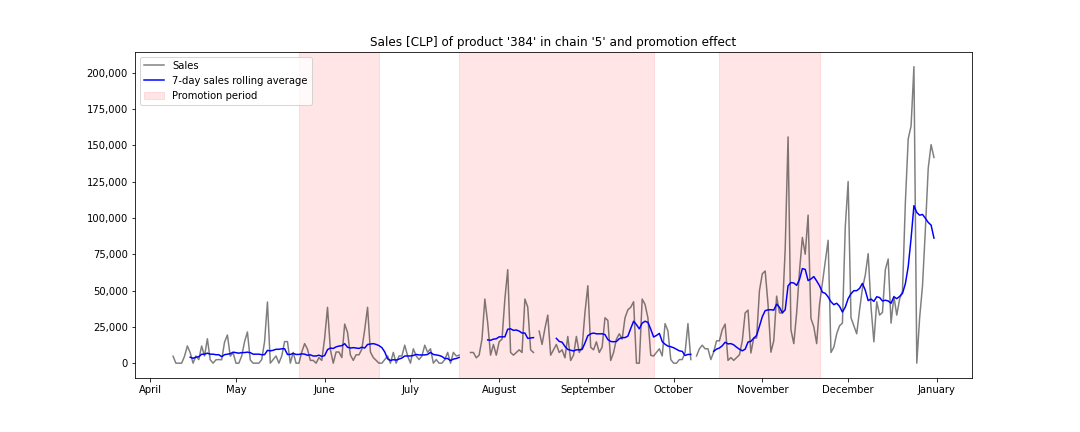 Sales [CLP] of product '384' in chain '5' and promotion effect
Sales
7-day sales rolling average
Promotion period
200,000
175,000
150,000
125,000
100,000
75,000
50,000
25,000
0
April May June July August September October November December January